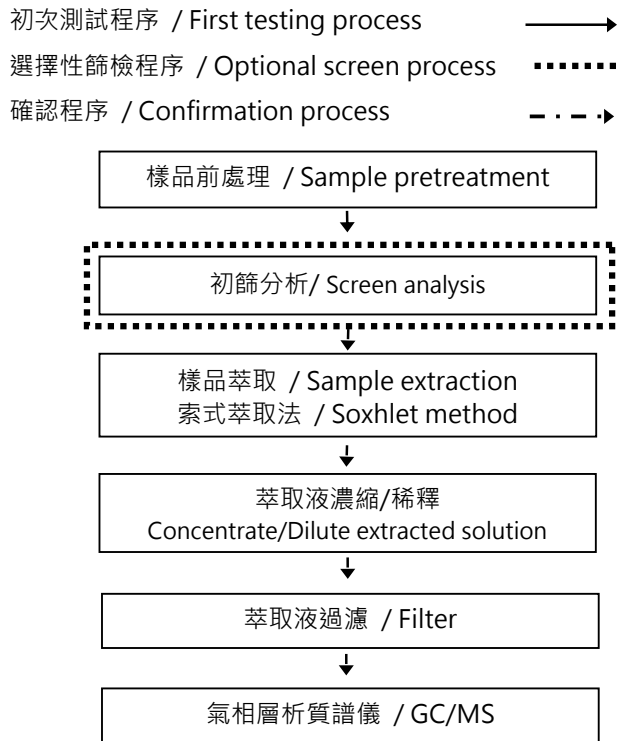 初次測試程序 / First testing process
選擇性篩檢程序 / Optional screen process
確認程序 / Confirmation process
樣品前處理 / Sample pretreatment
初篩分析/ Screen analysis
樣品萃取 / Sample extraction
索式萃取法 / Soxhlet method
萃取液濃縮/稀釋
Concentrate/Dilute extracted solution
萃取液過濾 / Filter
氣相層析質譜儀 / GC/MS